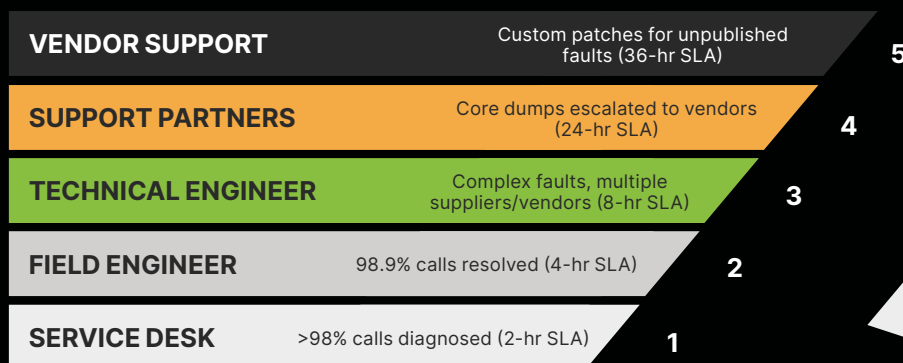 VENDOR SUPPORT
Custom patches for unpublished
faults (36-hr SLA)
5
SUPPORT PARTNERS
Core dumps escalated to vendors
(24-hr SLA)
4
TECHNICAL ENGINEER
Complex faults, multiple
suppliers/vendors (8-hr SLA)
3
FIELD ENGINEER
98.9% calls resolved (4-hr SLA)
2
SERVICE DESK
>98% calls diagnosed (2-hr SLA)
1